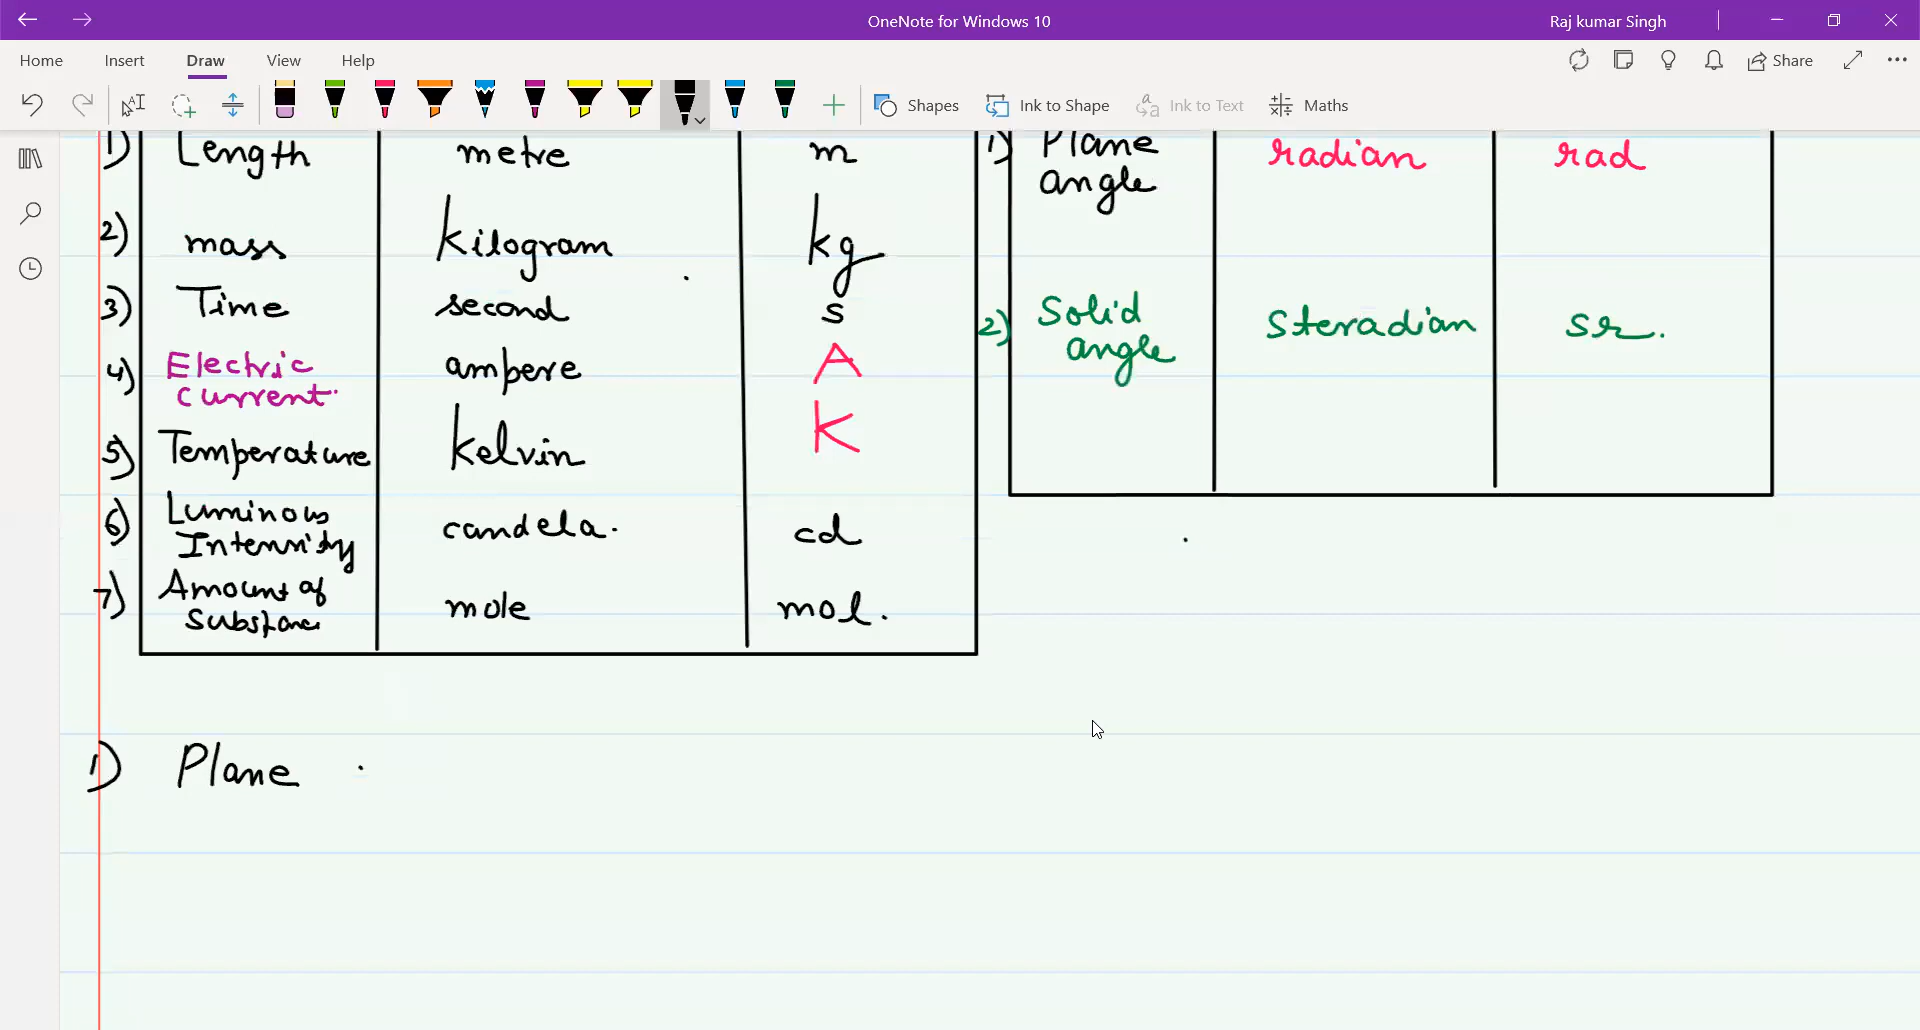 OneNote for Windows 10
Raj kumar Singh
Home Insert Draw View Help
Share
Shapes Ink to Shape Ink to Text Maths
1) Length metre m
2) mass kilogram kg
3) Time second s
4) Electric current. ampere A
5) Temperature kelvin K
6) Luminous Intensity candela. cd
7) Amount of Substance mole mol.
1) Plane angle radian rad
2) Solid angle Steradian sr.
1) Plane